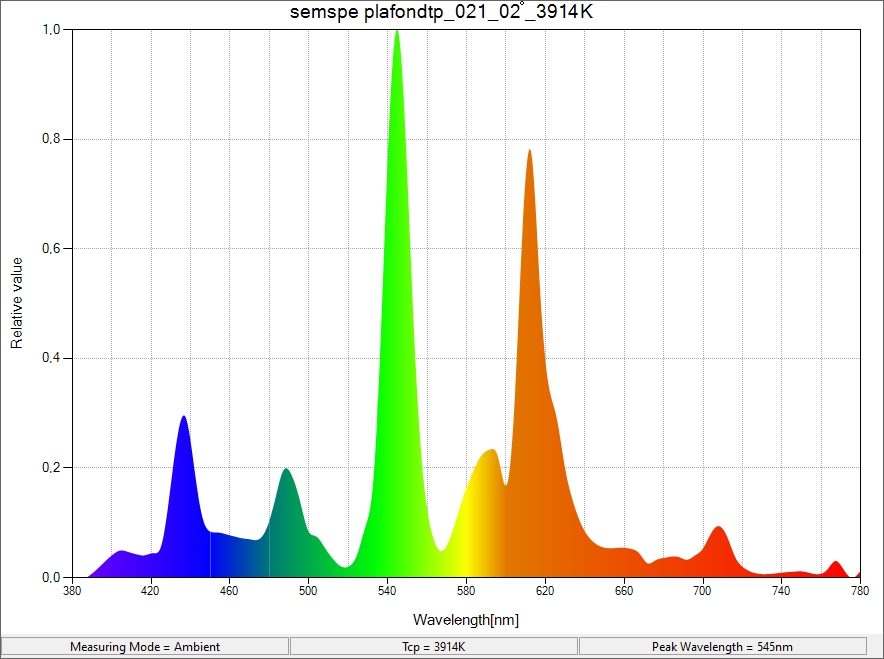 semspe plafondtp_021_02°_3914K
1,0
0,8
0,6
0,4
0,2
0,0
Relative value
380 420 460 500 540 580 620 660 700 740 780
Wavelength[nm]
Measuring Mode = Ambient Tcp = 3914K Peak Wavelength = 545nm